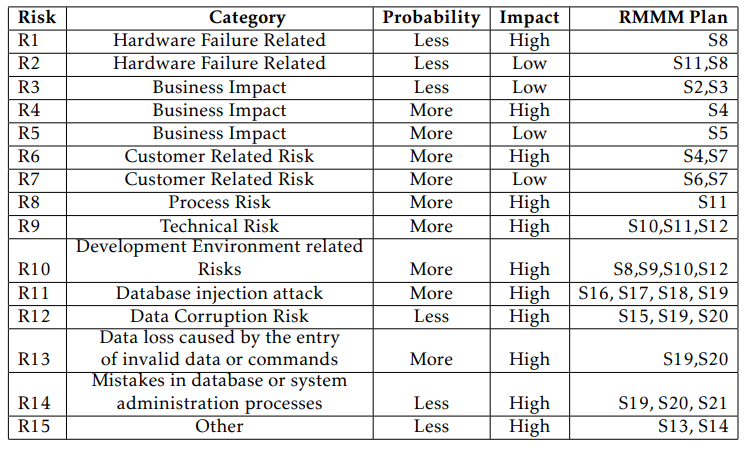 Risk Category Probability Impact RMMM Plan
R1 Hardware Failure Related Less High S8
R2 Hardware Failure Related Less Low S11,S8
R3 Business Impact Less Low S2,S3
R4 Business Impact More High S4
R5 Business Impact More Low S5
R6 Customer Related Risk More High S4,S7
R7 Customer Related Risk More Low S6,S7
R8 Process Risk More High S11
R9 Technical Risk More High S10,S11,S12
Development Environment related
R10 Risks More High S8,S9,S10,S12
R11 Database injection attack More High S16, S17, S18, S19
R12 Data Corruption Risk Less High S15, S19, S20
Data loss caused by the entry
R13 of invalid data or commands More High S19,S20
Mistakes in database or system
R14 administration processes Less High S19, S20, S21
R15 Other Less High S13, S14